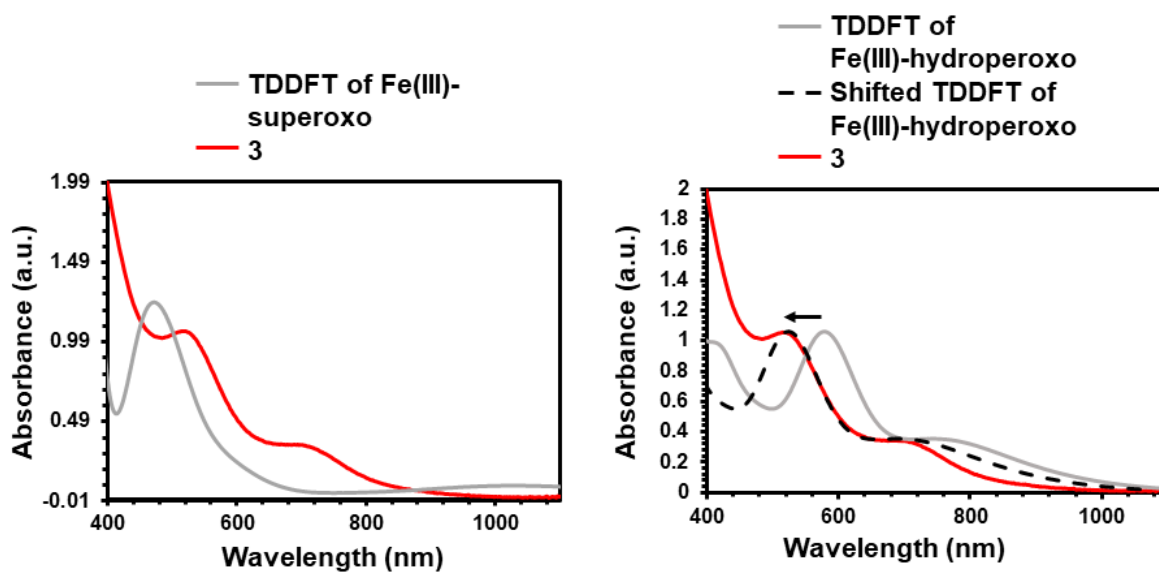 TDDFT of Fe(III)-
superoxo
3
Absorbance (a.u.)
1.99
1.49
0.99
0.49
-0.01
400
600
800
1000
Wavelength (nm)
TDDFT of
Fe(III)-hydroperoxo
Shifted TDDFT of
Fe(III)-hydroperoxo
3
Absorbance (a.u.)
2
1.8
1.6
1.4
1.2
1
0.8
0.6
0.4
0.2
0
400
600
800
1000
Wavelength (nm)